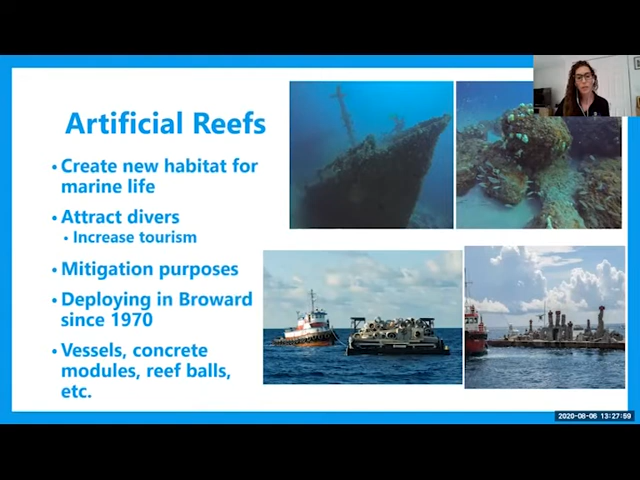 Artificial Reefs
• Create new habitat for
marine life
• Attract divers
• Increase tourism
• Mitigation purposes
• Deploying in Broward
since 1970
• Vessels, concrete
modules, reef balls,
etc.
2020-08-06 13:27:59